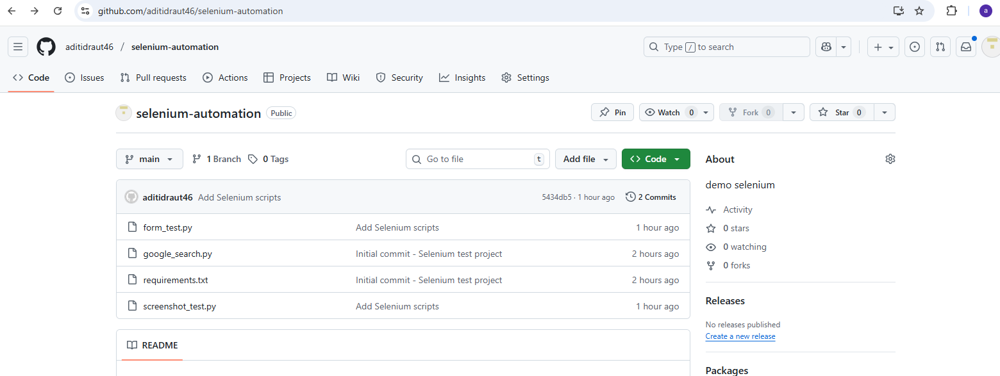 github.com/aditidraut46/selenium-automation
a
aditidraut46 / selenium-automation
Type / to search
Code Issues Pull requests Actions Projects Wiki Security Insights Settings
selenium-automation Public
Pin Watch 0 Fork 0 Star 0
main 1 Branch 0 Tags
Go to file t Add file Code
About
demo selenium
aditidraut46 Add Selenium scripts 5434db5 · 1 hour ago 2 Commits
form_test.py Add Selenium scripts 1 hour ago
google_search.py Initial commit - Selenium test project 2 hours ago
requirements.txt Initial commit - Selenium test project 2 hours ago
screenshot_test.py Add Selenium scripts 1 hour ago
README
Activity
0 stars
0 watching
0 forks
Releases
No releases published
Create a new release
Packages